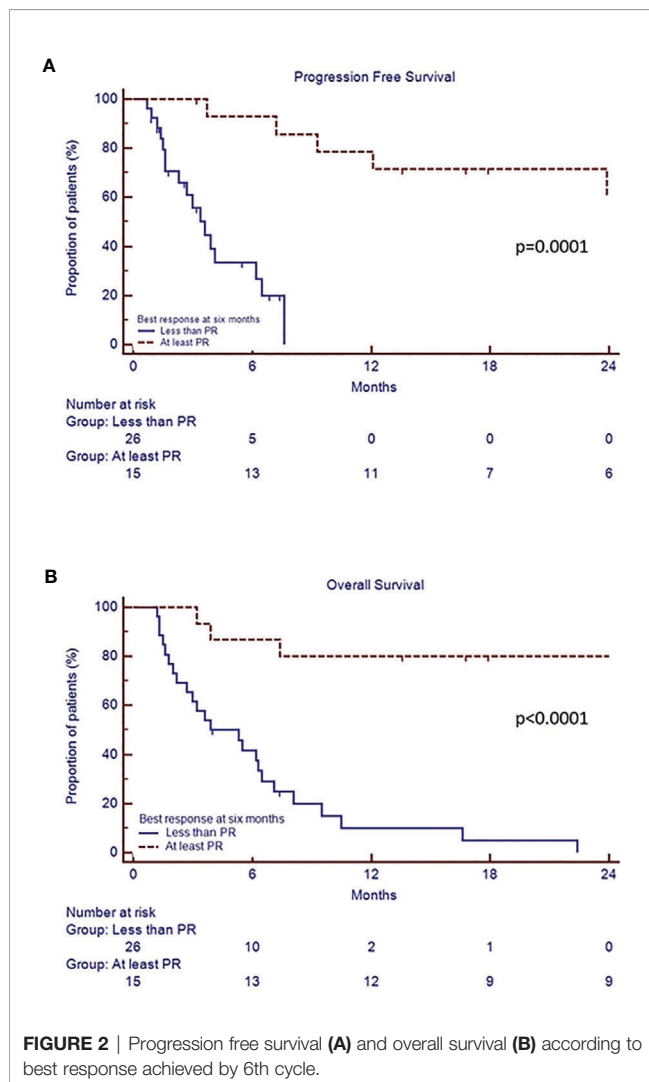 A
Progression Free Survival
100
80
60
40
20
0
Proportion of patients (%)
p=0.0001
Best response at six months
Less than PR
At least PR
0 6 12 18 24
Months
Number at risk
Group: Less than PR
26 5 0 0 0
Group: At least PR
15 13 11 7 6
B
Overall Survival
100
80
60
40
20
0
Proportion of patients (%)
p<0.0001
Best response at six months
Less than PR
At least PR
0 6 12 18 24
Months
Number at risk
Group: Less than PR
26 10 2 1 0
Group: At least PR
15 13 12 9 9
FIGURE 2 | Progression free survival (A) and overall survival (B) according to
best response achieved by 6th cycle.